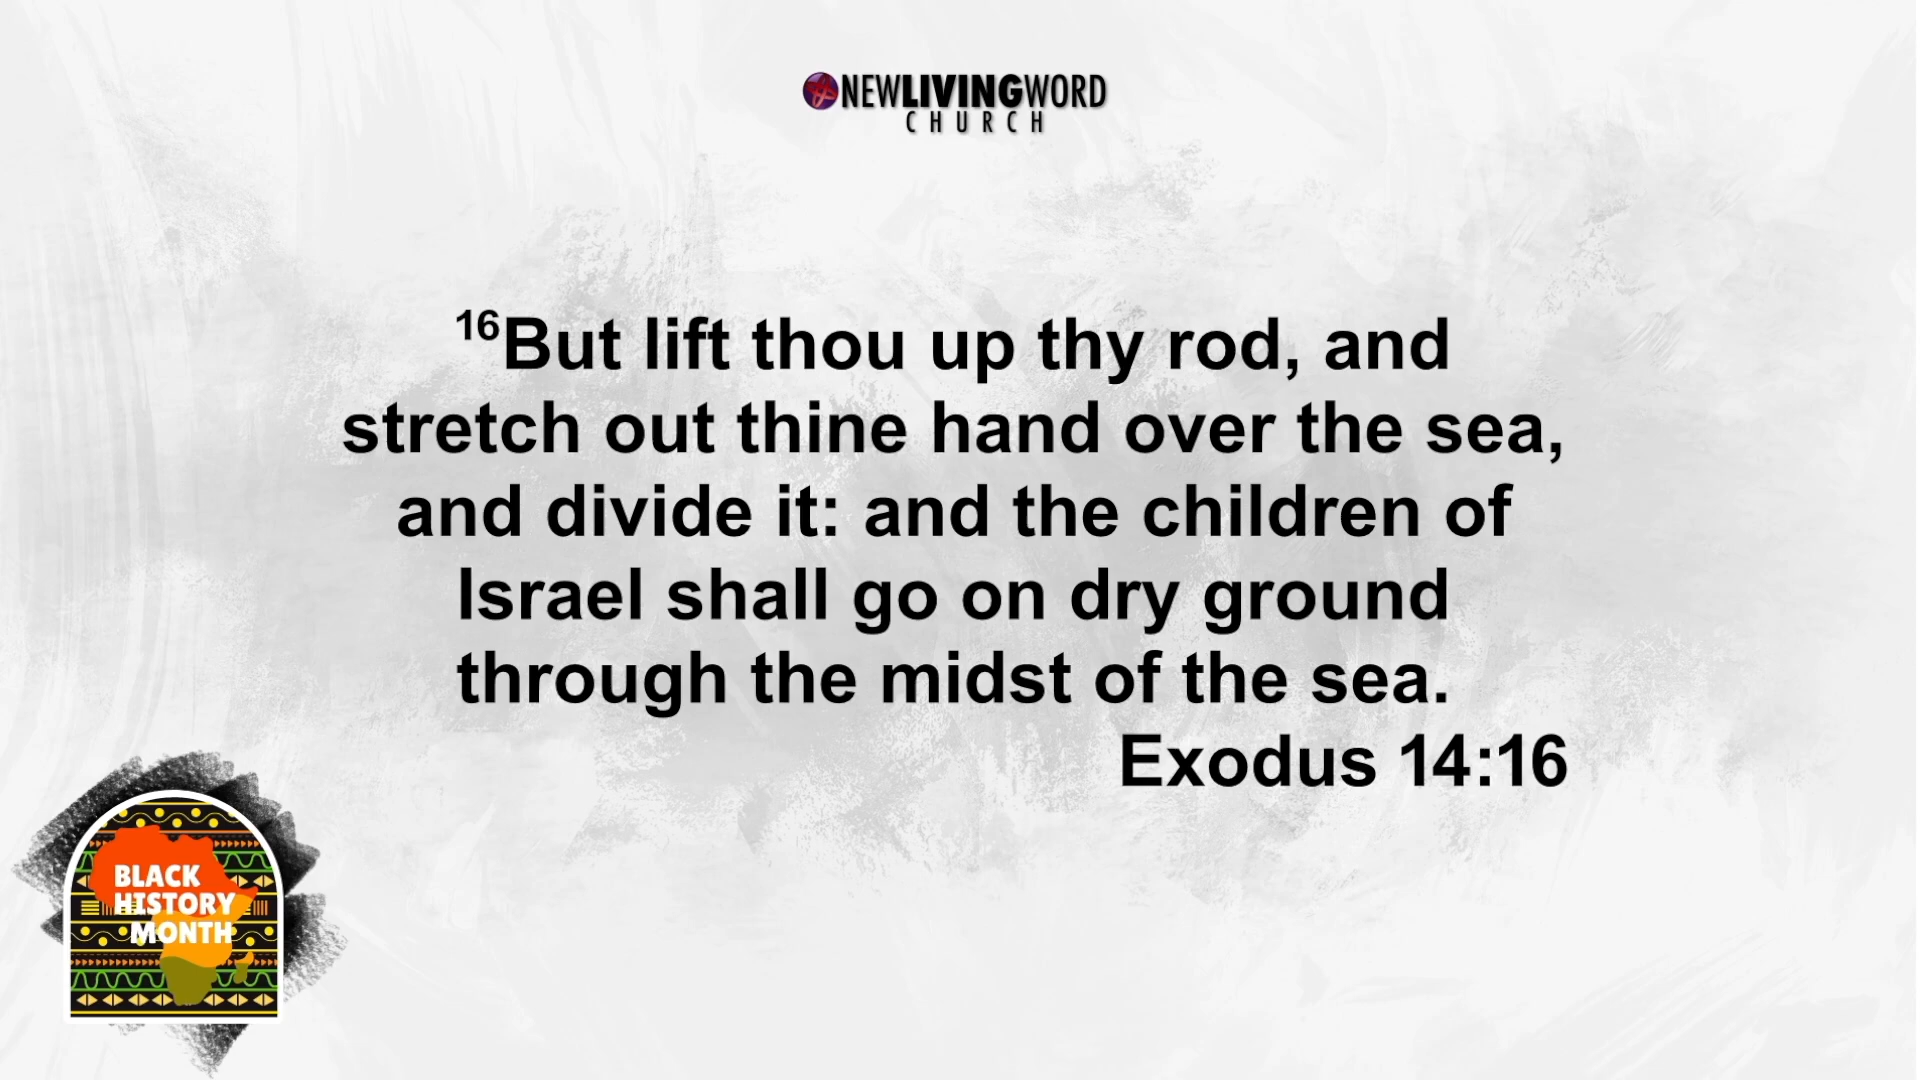 NEWLIVINGWORD
CHURCH
16But lift thou up thy rod, and
stretch out thine hand over the sea,
and divide it: and the children of
Israel shall go on dry ground
through the midst of the sea.
Exodus 14:16
BLACK
HISTORY
MONTH